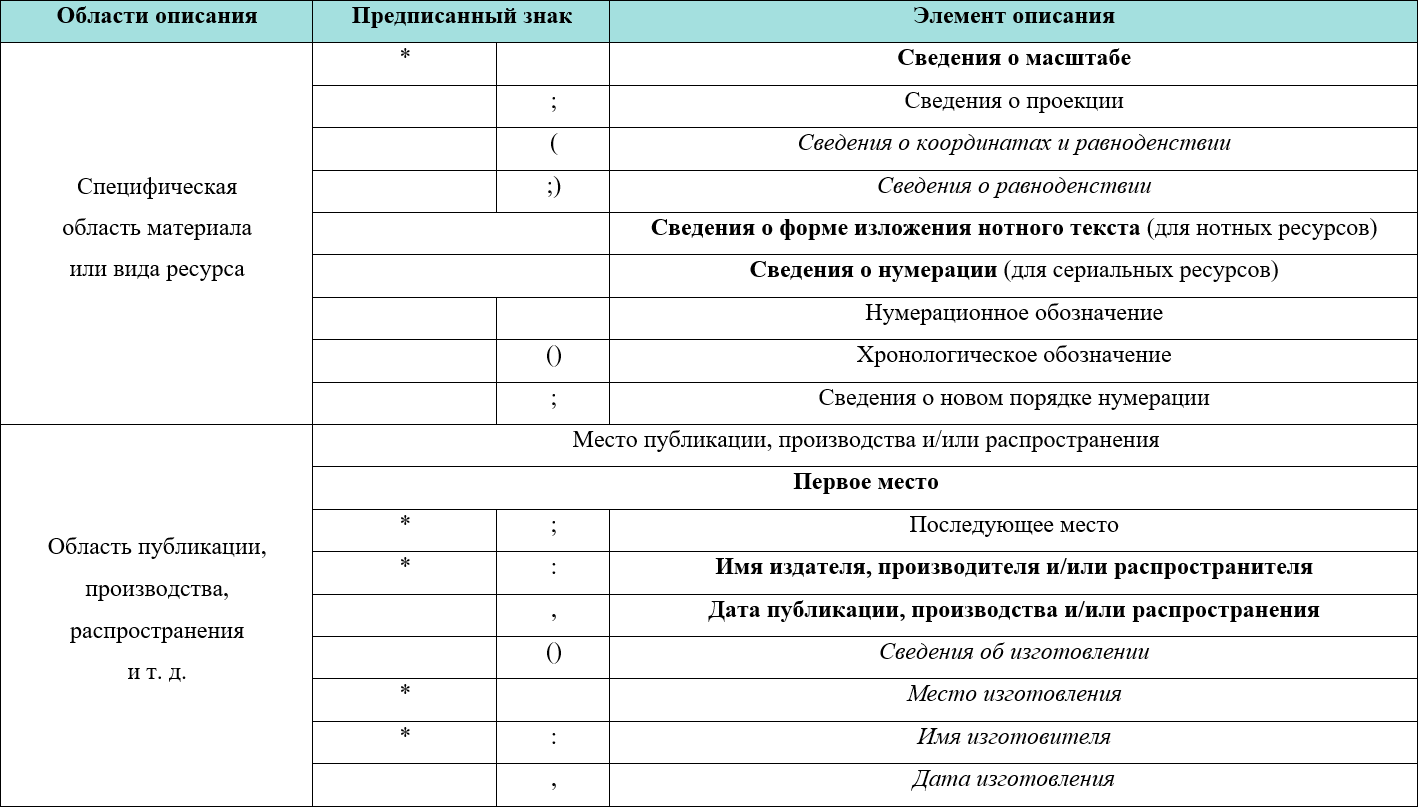 Области описания Предписанный знак Элемент описания
* Сведения о масштабе
; Сведения о проекции
( Сведения о координатах и равноденствии
Специфическая
область материала
или вида ресурса
;) Сведения о равноденствии
Сведения о форме изложения нотного текста (для нотных ресурсов)
Сведения о нумерации (для сериальных ресурсов)
Нумерационное обозначение
() Хронологическое обозначение
; Сведения о новом порядке нумерации
Область публикации,
производства,
распространения
и т. д.
Место публикации, производства и/или распространения
Первое место
* ; Последующее место
* : Имя издателя, производителя и/или распространителя
, Дата публикации, производства и/или распространения
() Сведения об изготовлении
* Место изготовления
* : Имя изготовителя
, Дата изготовления